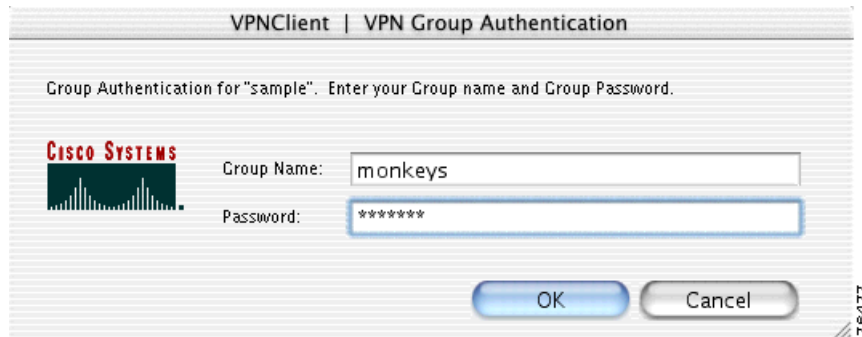 VPNClient | VPN Group Authentication
Group Authentication for "sample". Enter your Group name and Group Password.
CISCO SYSTEMS
Group Name: monkeys
Password: *******
OK Cancel
78477